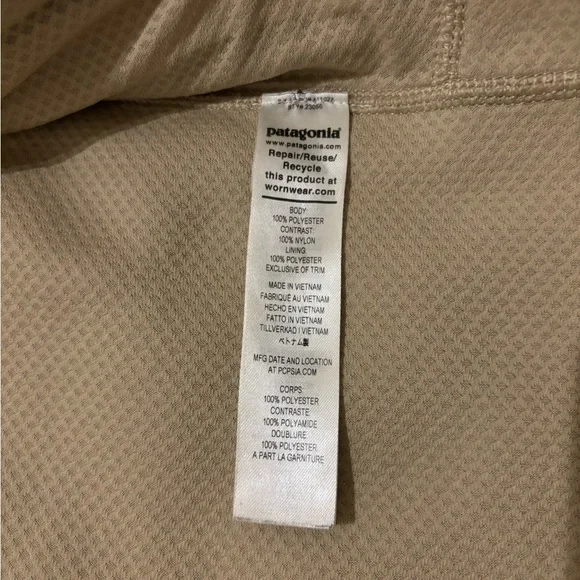 patagonia®
www.patagonia.com
Repair/Reuse/
Recycle
this product at
wornwear.com
BODY
100% POLYESTER
CONTRAST:
100% NYLON
LINING:
100% POLYESTER
EXCLUSIVE OF TRIM
MADE IN VIETNAM
FABRIQUÉ AU VIETNAM
HECHO EN VIETNAM
FATTO IN VIETNAM
TILLVERKAD I VIETNAM
ベトナム製
MFG DATE AND LOCATION
AT PCPSIA.COM
CORPS:
100% POLYESTER
CONTRASTE:
100% POLYAMIDE
DOUBLURE:
100% POLYESTER
A PART LA GARNITURE